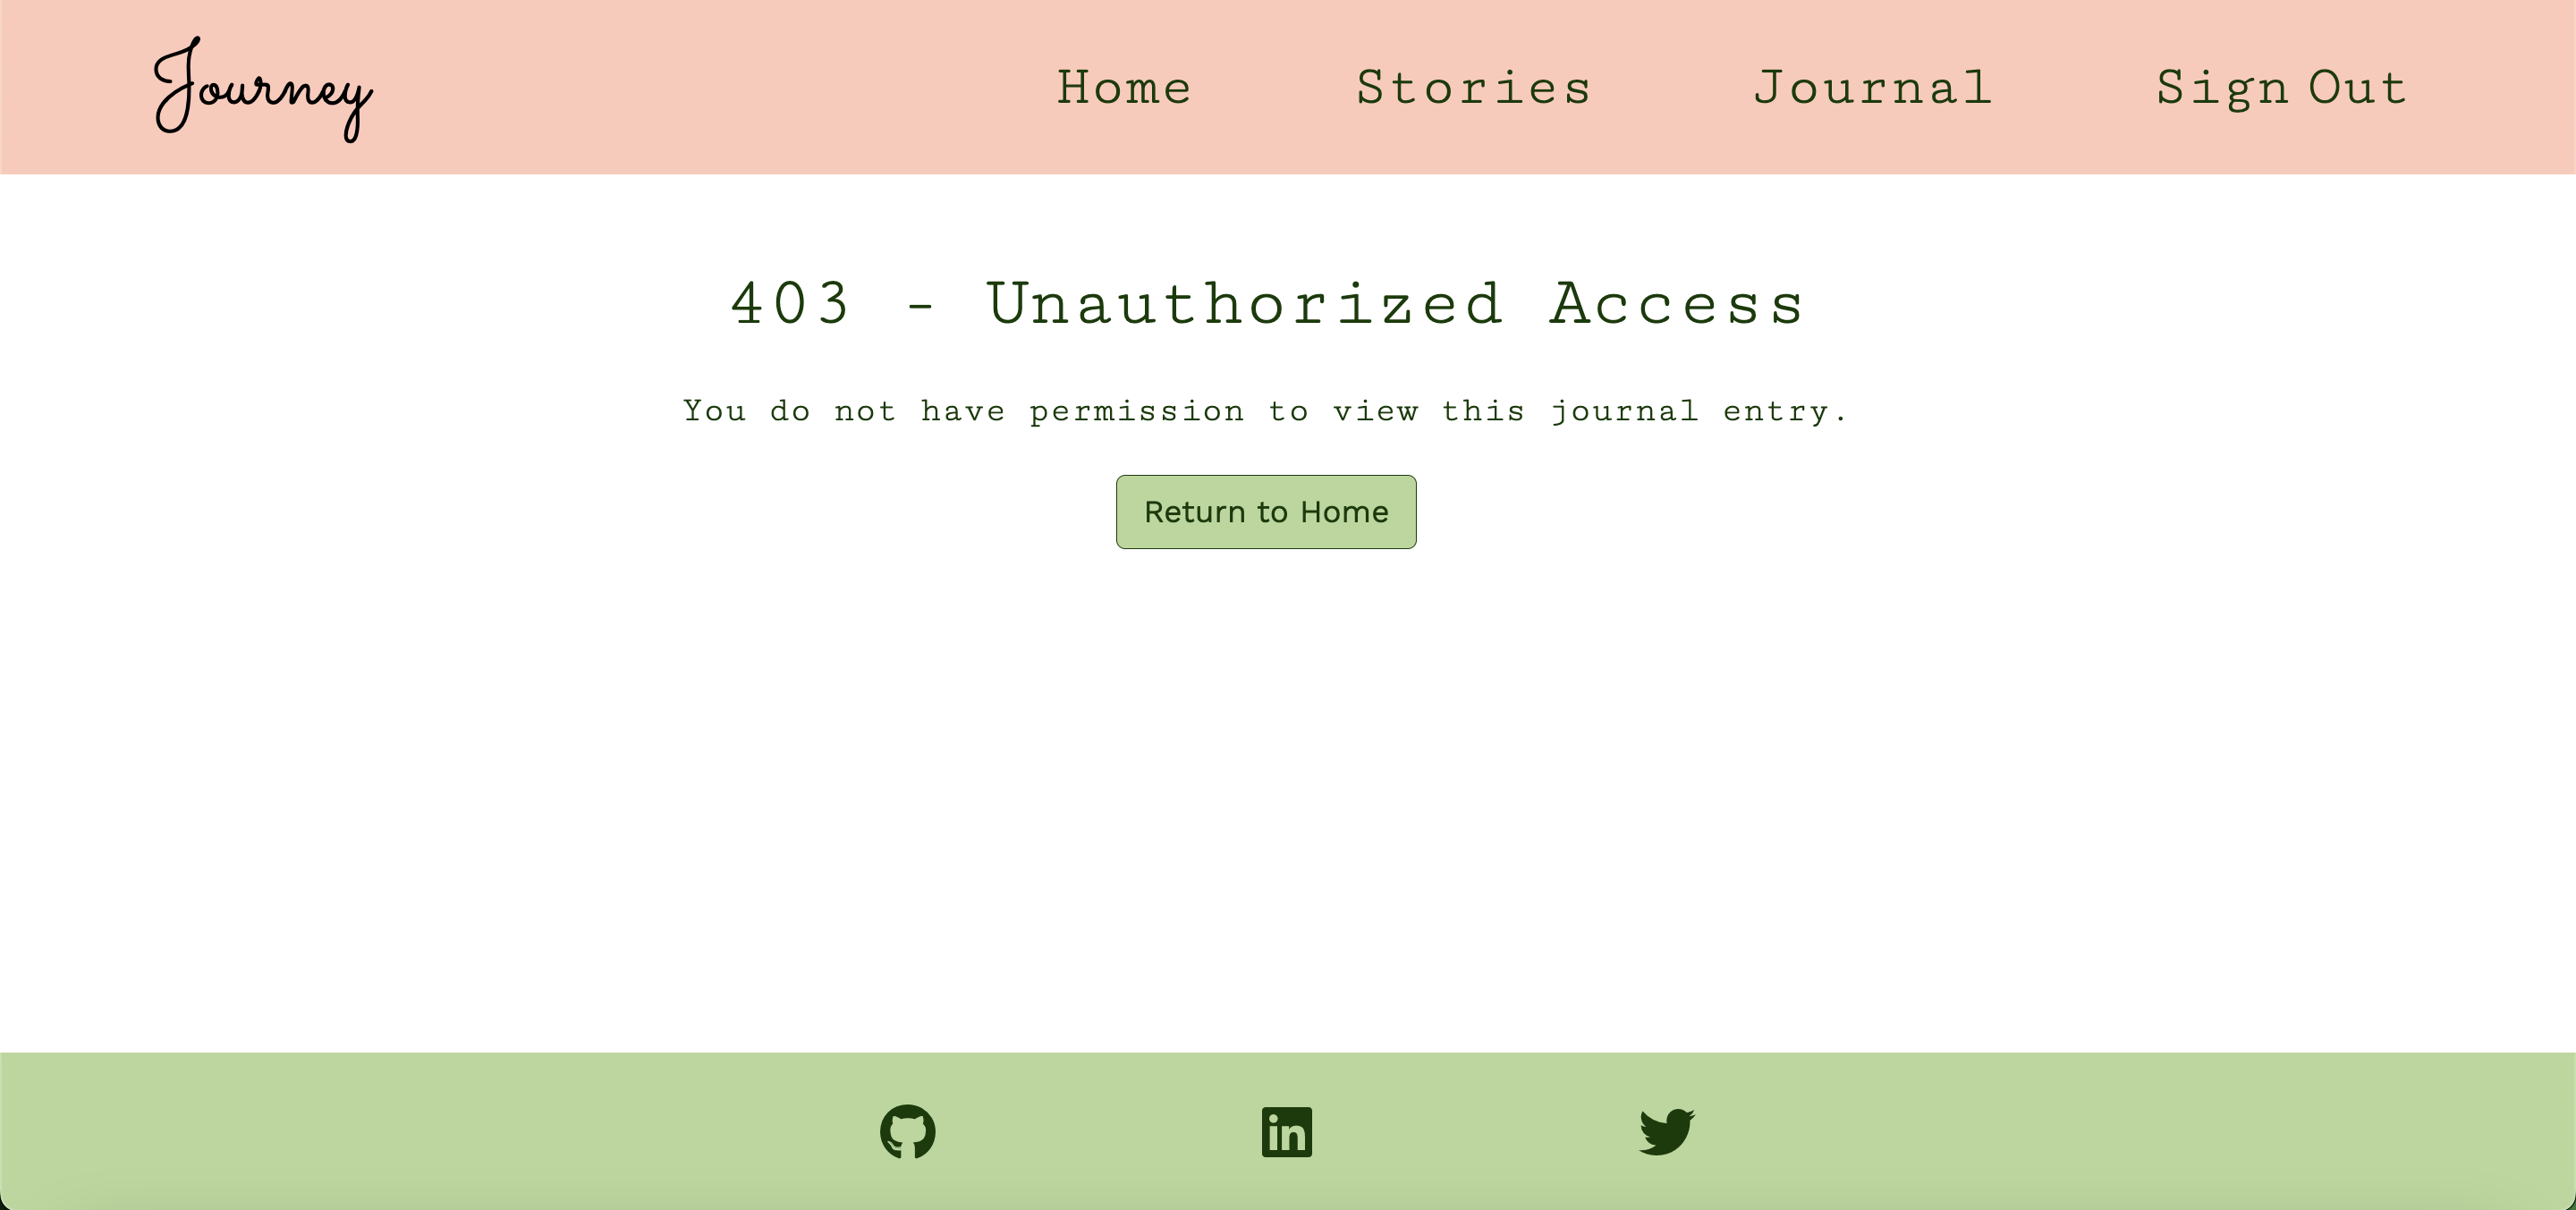 Journey
Home Stories Journal Sign Out
403 - Unauthorized Access
You do not have permission to view this journal entry.
Return to Home
in